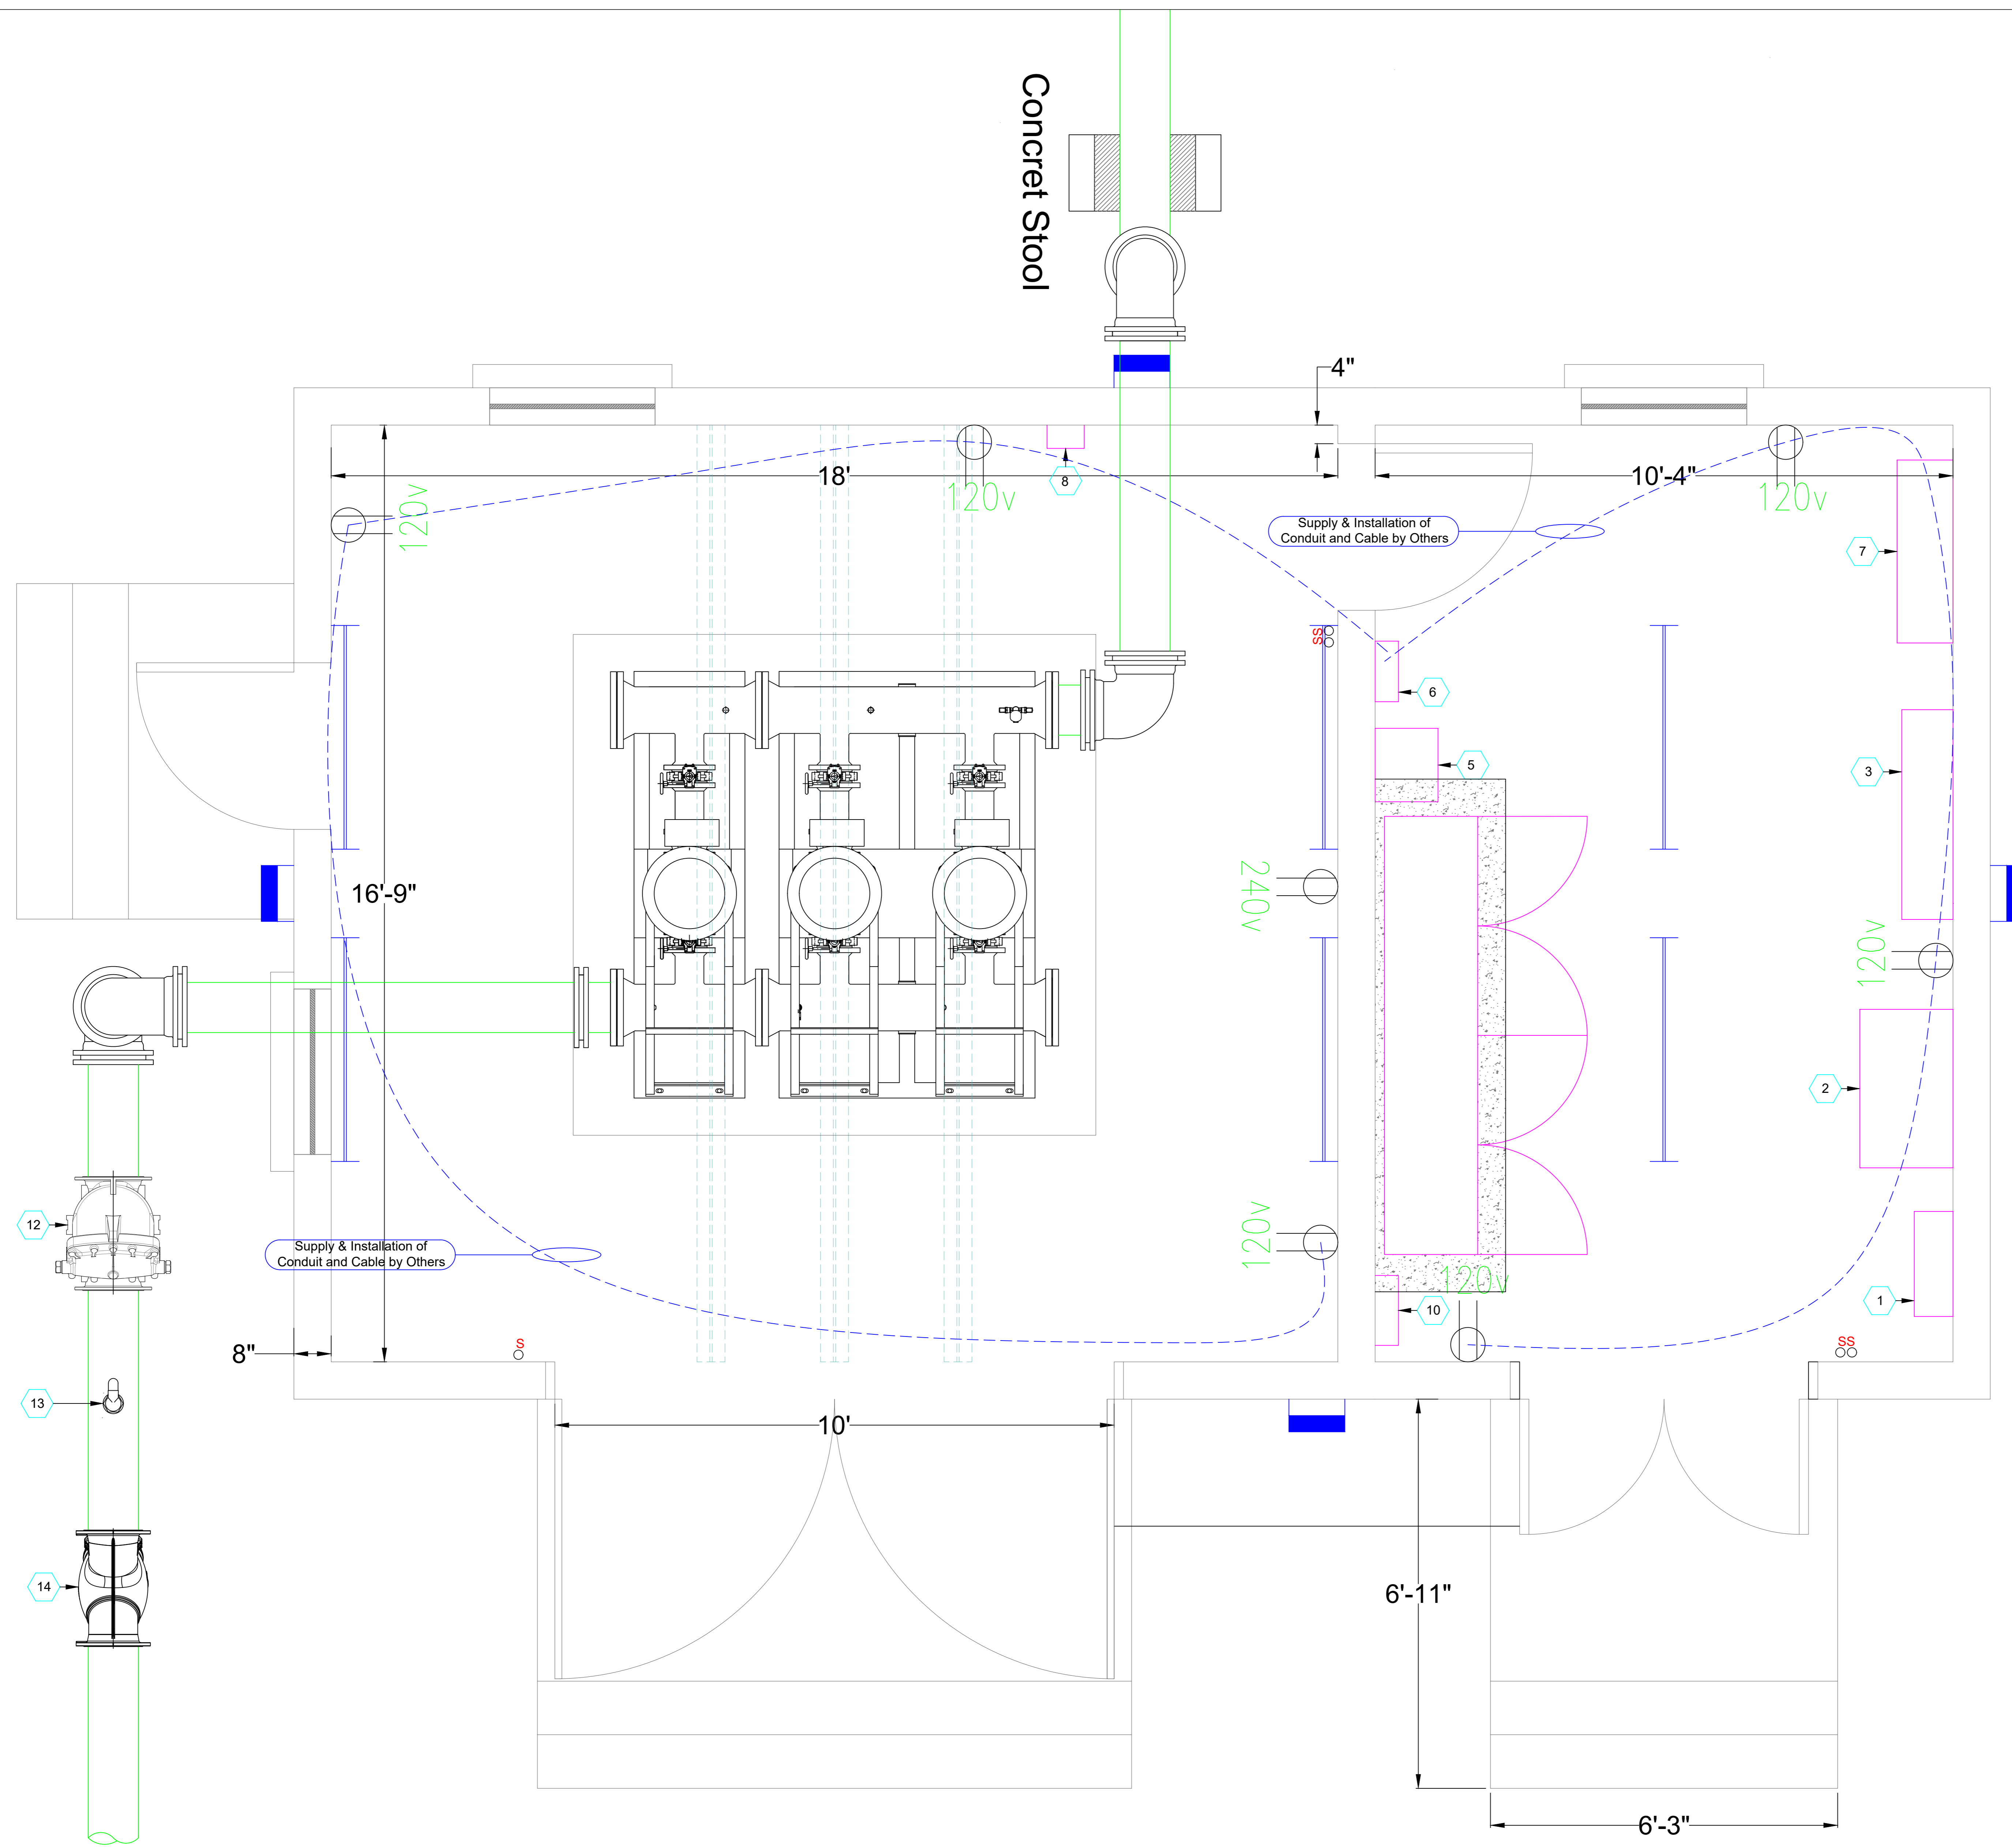 Concret Stool
4"
18'
10'-4"
120v
120v
120v
8
Supply & Installation of
Conduit and Cable by Others
7
SS
6
5
3
240v
16'-9"
120v
2
12
120v
Supply & Installation of
Conduit and Cable by Others
120v
10
1
8"
S
SS
13
10'
14
6'-11"
6'-3"